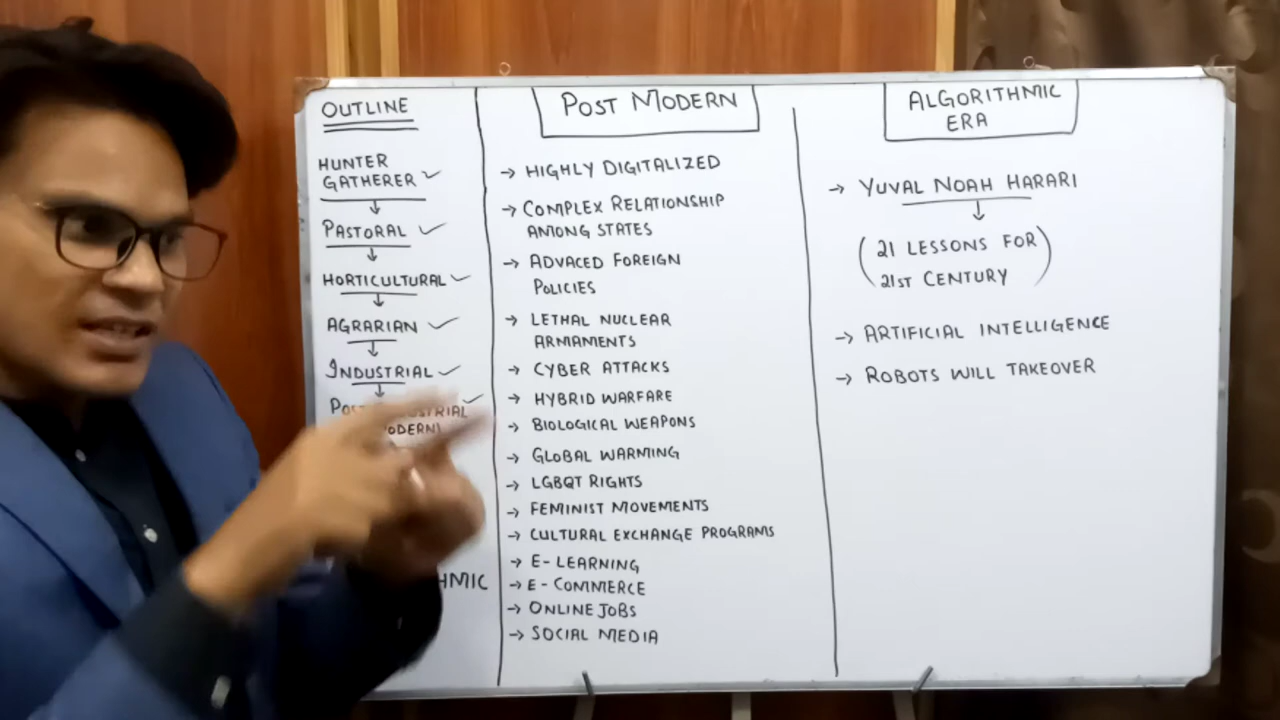 OUTLINE
HUNTER
GATHERER
PASTORAL
HORTICULTURAL
AGRARIAN
INDUSTRIAL
POST MODERN
HIGHLY DIGITALIZED
COMPLEX RELATIONSHIP
AMONG STATES
ADVACED FOREIGN
POLICIES
LETHAL NUCLEAR
ARMAMENTS
CYBER ATTACKS
HYBRID WARFARE
BIOLOGICAL WEAPONS
GLOBAL WARMING
LGBQT RIGHTS
FEMINIST MOVEMENTS
CULTURAL EXCHANGE PROGRAMS
E-LEARNING
E-COMMERCE
ONLINE JOBS
SOCIAL MEDIA
ALGORITHMIC
ERA
YUVAL NOAH HARARI
(21 LESSONS FOR
21ST CENTURY)
ARTIFICIAL INTELLIGENCE
ROBOTS WILL TAKEOVER